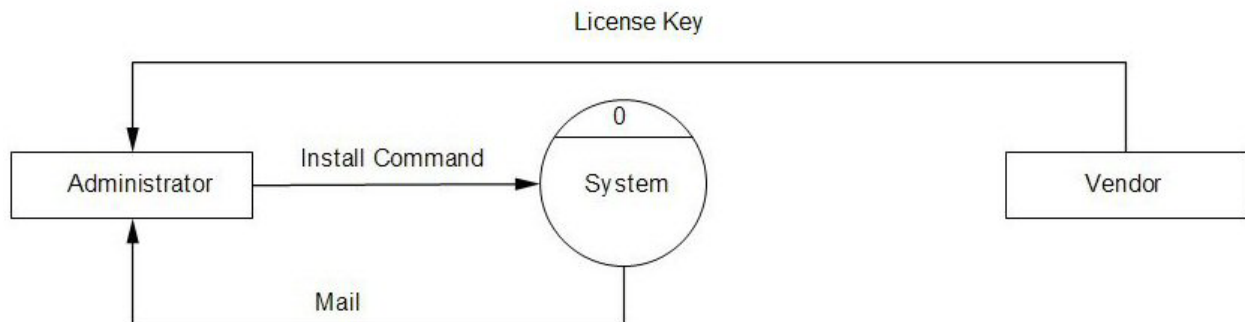 License Key
0
Install Command
Administrator
System
Vendor
Mail